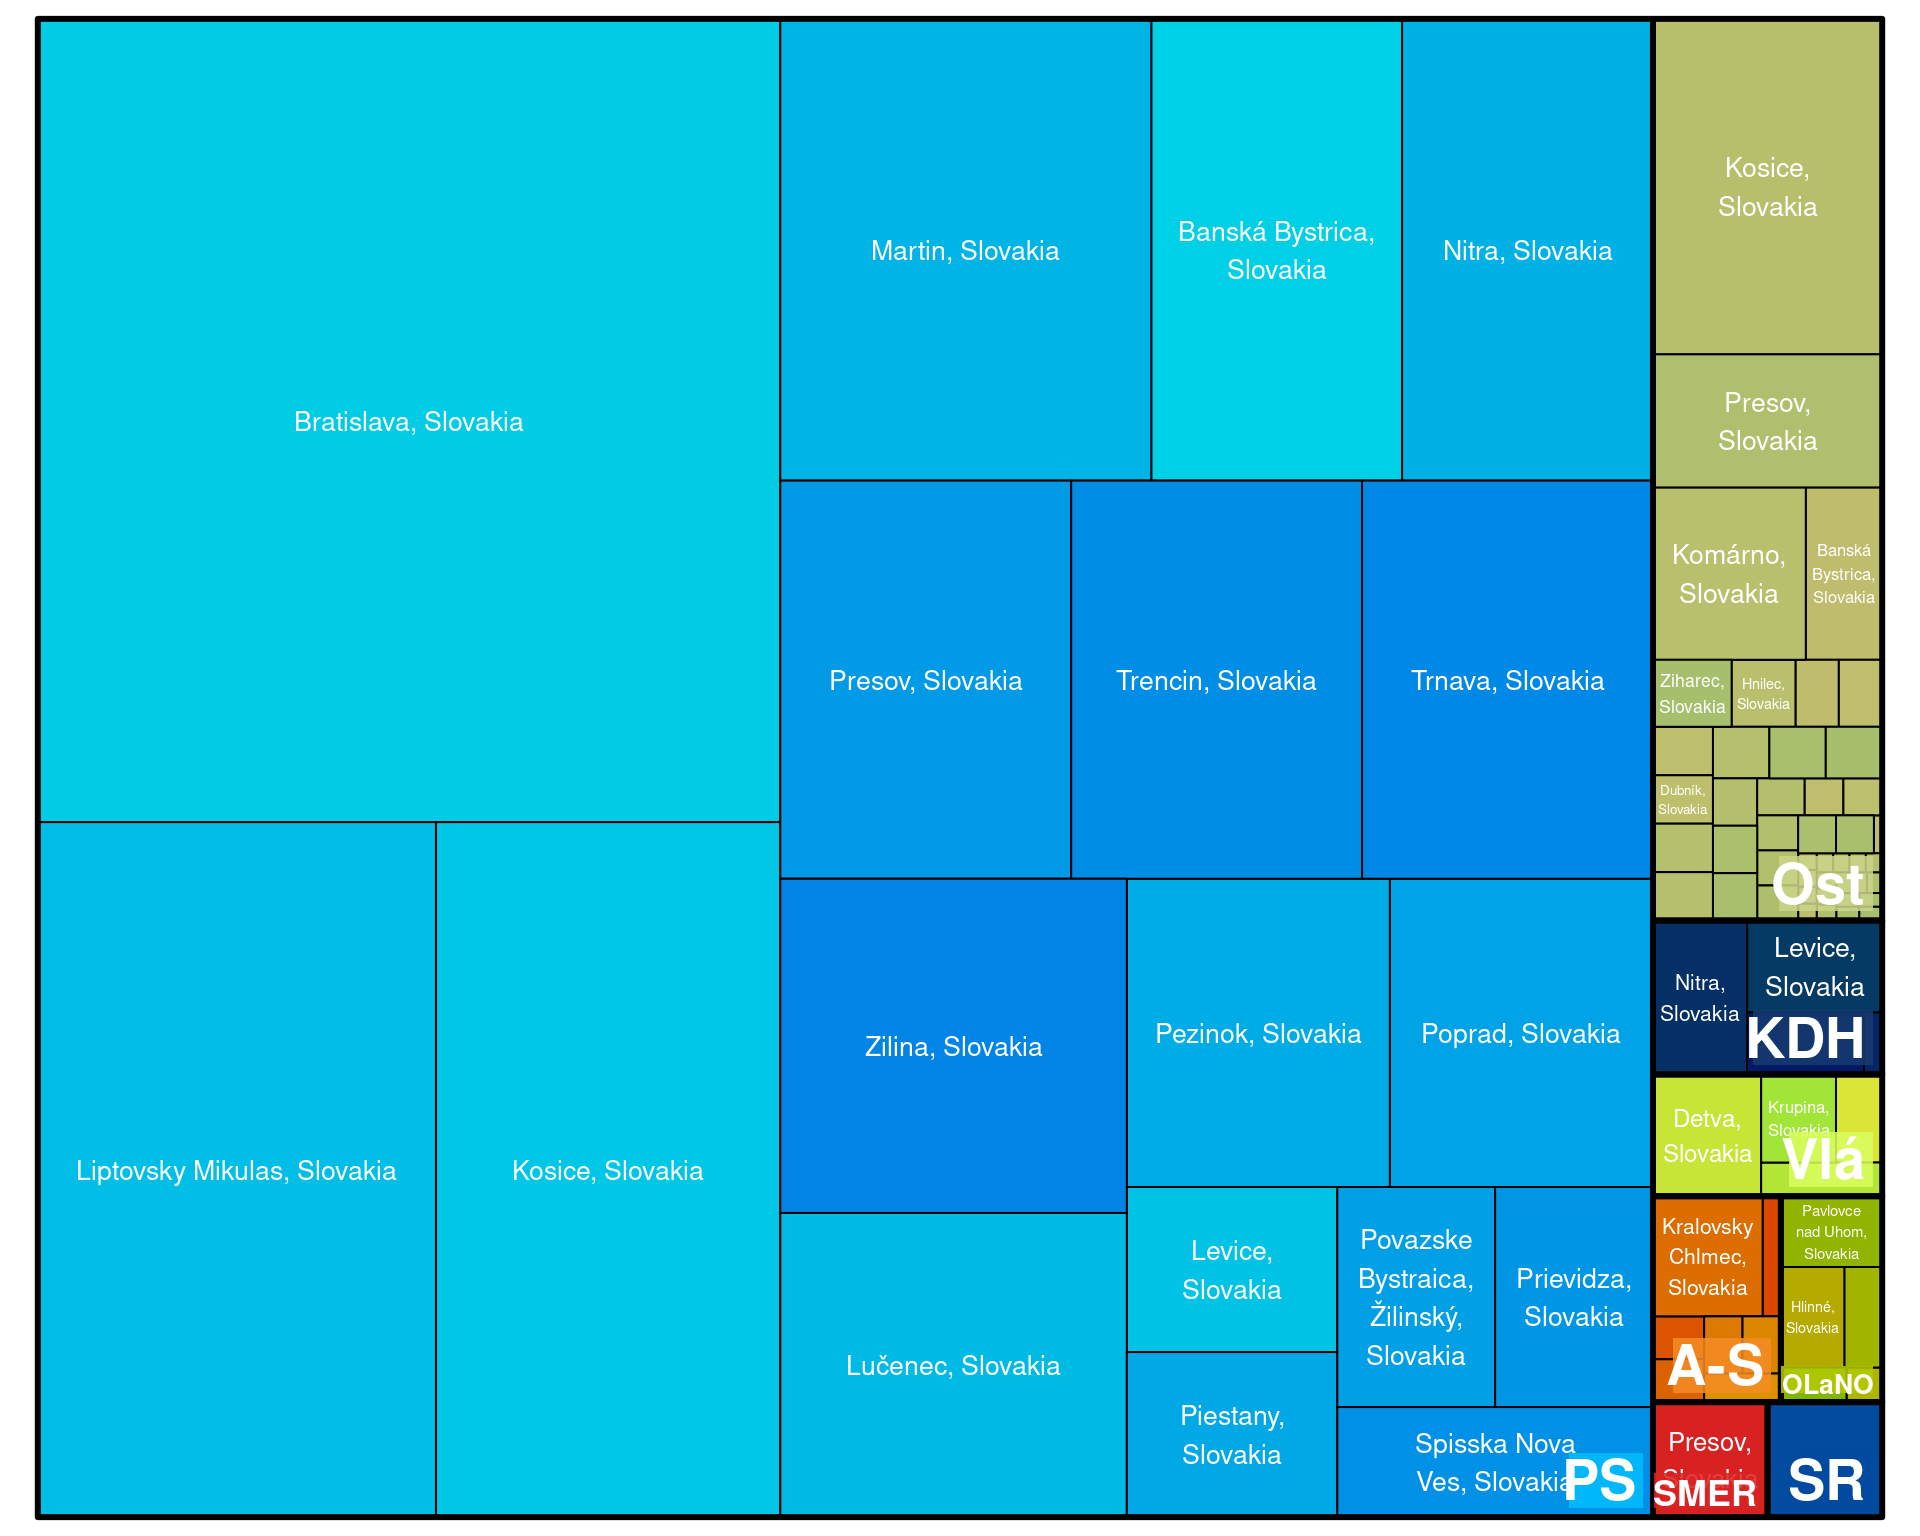 Bratislava, Slovakia
Liptovsky Mikulas, Slovakia
Kosice, Slovakia
Martin, Slovakia
Banská Bystrica,
Slovakia
Nitra, Slovakia
Presov, Slovakia
Trencin, Slovakia
Trnava, Slovakia
Zilina, Slovakia
Pezinok, Slovakia
Poprad, Slovakia
Lučenec, Slovakia
Levice,
Slovakia
Piestany,
Slovakia
Povazske
Bystraica,
Žilinský,
Slovakia
Prievidza,
Slovakia
Spisska Nova
Ves, Slovakia
PS
Kosice,
Slovakia
Presov,
Slovakia
Komárno,
Slovakia
Banská
Bystrica,
Slovakia
Ziharec,
Slovakia
Hnilec,
Slovakia
Dubník,
Slovakia
Ost
Nitra,
Slovakia
Levice,
Slovakia
KDH
Detva,
Slovakia
Krupina,
Slovakia
Vlá
Kralovsky
Chlmec,
Slovakia
A-S
Pavlovce
nad Uhom,
Slovakia
Hlinné,
Slovakia
OLaNO
Presov,
Slovakia
SMER
SR